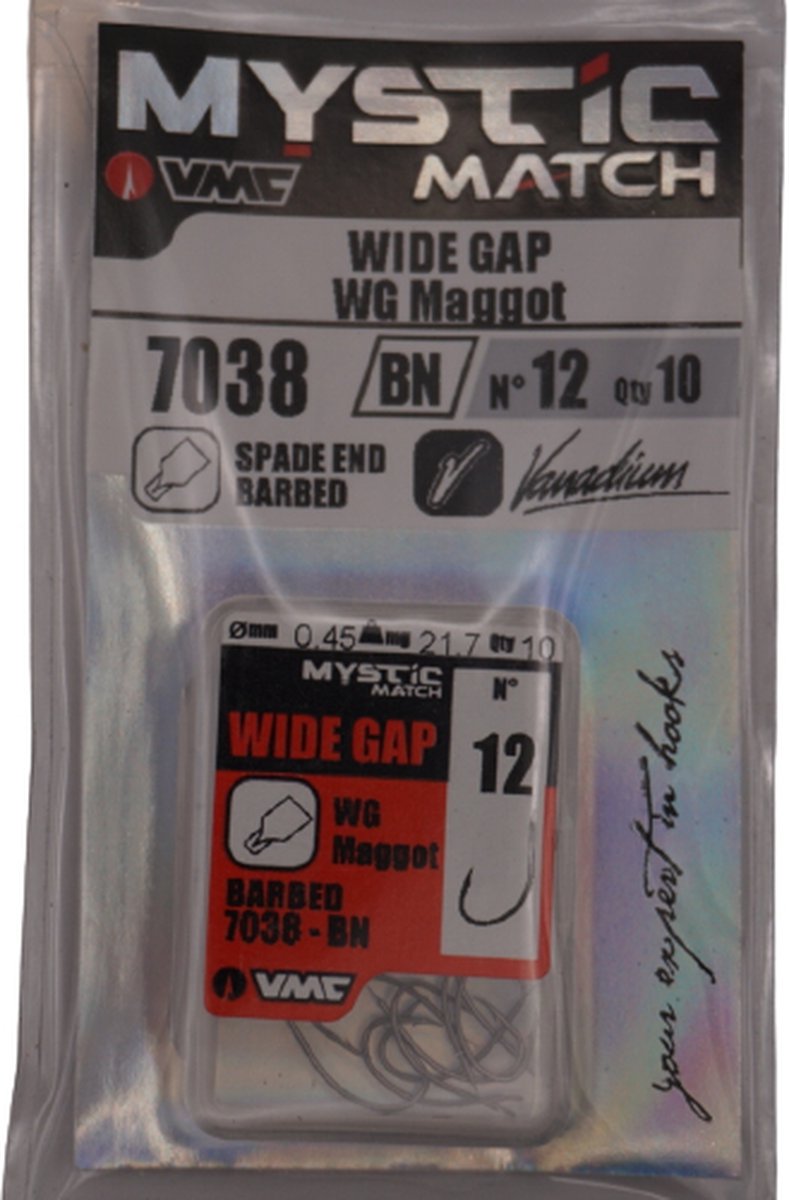 MYSTIC
VMC MATCH
WIDE GAP
WG Maggot
7038 BN N° 12 Qty 10
SPADE END
BARBED
Vanadium
Ømm 0.45 mg 21.7 Qty 10
MYSTIC
MATCH
N°
WIDE GAP
12
WG
Maggot
BARBED
7038 - BN
VMC
your expert in hooks